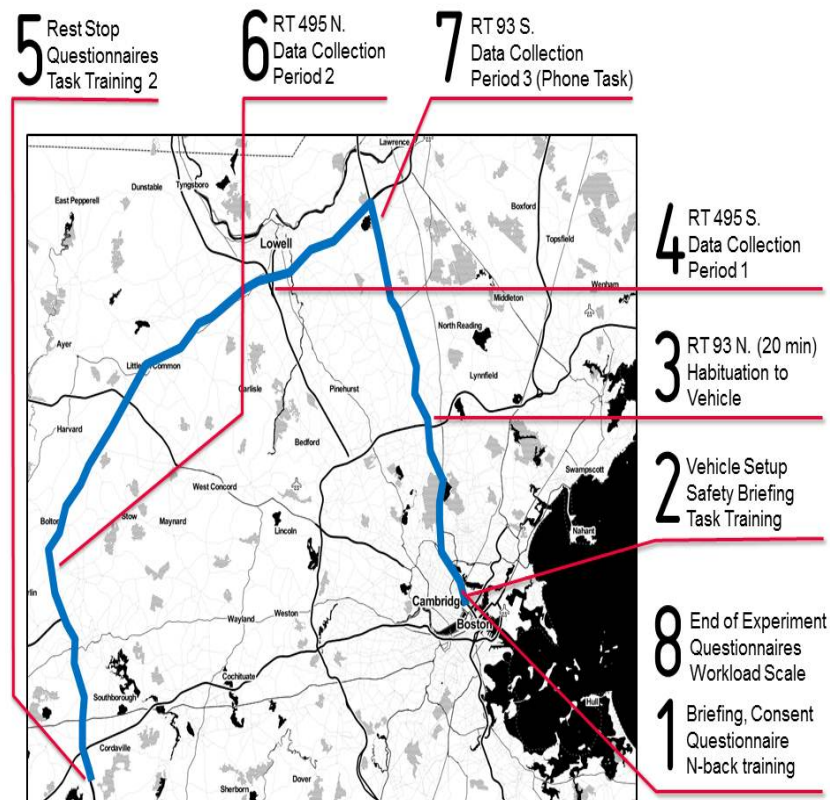 5 Rest Stop
Questionnaires
Task Training 2
6 RT 495 N.
Data Collection
Period 2
7 RT 93 S.
Data Collection
Period 3 (Phone Task)
4 RT 495 S.
Data Collection
Period 1
3 RT 93 N. (20 min)
Habituation to
Vehicle
2 Vehicle Setup
Safety Briefing
Task Training
8 End of Experiment
Questionnaires
Workload Scale
1 Briefing, Consent
Questionnaire
N-back training
Lawrence
Dunstable
Tyngsboro
East Pepperell
Boxford
Lowell
Topsfield
Wenham
Middleton
North Reading
Ayer
Common
Lynnfield
Carlisle
Pinehurst
Harvard
Bedford
Swampscott
West Concord
Bolton
Stow
Maynard
Lincoln
Nahant
rlin
Cambridge
Boston
Weston
Wayland
Cochituate
Southborough
Hull
Cordaville
Dover
Sherborn